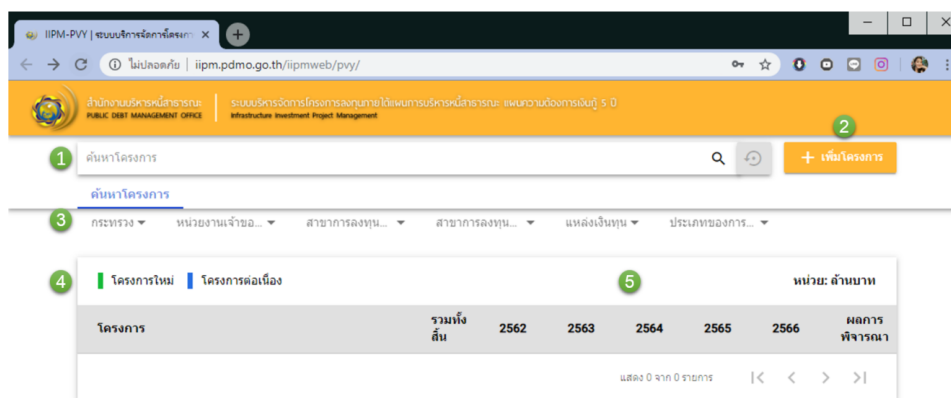 IIPM-PVY | ระบบบริหารจัดการโครงกา
ไม่ปลอดภัย | iipm.pdmo.go.th/iipmweb/pvy/
สำนักงานบริหารหนี้สาธารณะ
PUBLIC DEBT MANAGEMENT OFFICE
ระบบบริหารจัดการโครงการลงทุนภายใต้แผนการบริหารหนี้สาธารณะ แผนความต้องการเงินกู้ 5 ปี
Infrastructure Investment Project Management
2
1 ค้นหาโครงการ + เพิ่มโครงการ
ค้นหาโครงการ
3 กระทรวง หน่วยงานเจ้าขอ... สาขาการลงทุน... สาขาการลงทุน... แหล่งเงินทุน ประเภทของการ...
4 โครงการใหม่ โครงการต่อเนื่อง 5 หน่วย: ล้านบาท
โครงการ รวมทั้งสิ้น 2562 2563 2564 2565 2566 ผลการพิจารณา
แสดง 0 จาก 0 รายการ